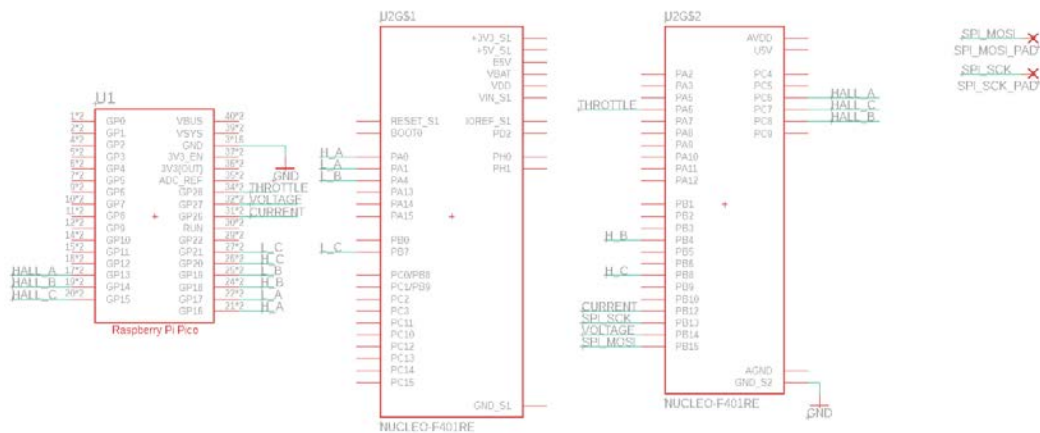 U1
1*2 GP0 VBUS 40*2
2*2 GP1 VSYS 39*2
4*2 GP2 GND 3*16
5*2 GP3 3V3_EN 37*2
6*2 GP4 3V3(OUT) 36*2
7*2 GP5 ADC_REF 35*2
9*2 GP6 GP28 34*2 THROTTLE
10*2 GP7 GP27 32*2 VOLTAGE
11*2 GP8 GP26 31*2 CURRENT
12*2 GP9 RUN 30*2
14*2 GP10 GP22 29*2
15*2 GP11 GP21 27*2 L_C
GP12 GP20 26*2 H_C
HALL_A 17*2 GP13 GP19 25*2 L_B
HALL_B 19*2 GP14 GP18 24*2 H_B
HALL_C 20*2 GP15 GP17 22*2 L_A
GP16 21*2 H_A
GND
Raspberry Pi Pico
U2G$1
+3V3_S1
+5V_S1
E5V
VBAT
VDD
VIN_S1
RESET_S1 IOREF_S1
BOOT0 PD2
H_A PA0 PH0
L_A PA1 PH1
L_B PA4
PA13
PA14
PA15
PB0
L_C PB7
PC0/PB8
PC1/PB9
PC2
PC3
PC11
PC10
PC12
PC13
PC14
PC15
GND_S1
NUCLEO-F401RE
U2G$2
AVDD
U5V
PA2 PC4
PA3 PC5
PA5 PC6 HALL_A
THROTTLE PA6 PC7 HALL_C
PA7 PC8 HALL_B
PA8 PC9
PA9
PA10
PA11
PA12
PB1
PB2
PB3
H_B PB4
PB5
PB6
H_C PB8
PB9
PB10
CURRENT PB12
SPI_SCK PB13
VOLTAGE PB14
SPI_MOSI PB15
AGND
GND_S2
GND
NUCLEO-F401RE
SPI_MOSI
SPI_MOSI_PAD
SPI_SCK
SPI_SCK_PAD